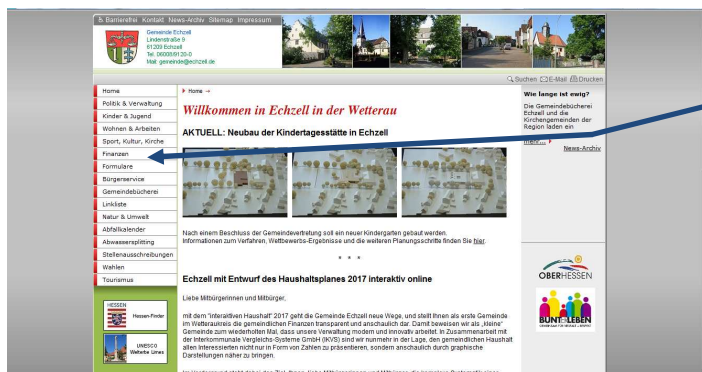 Barrierefrei Kontakt News-Archiv Sitemap Impressum
Gemeinde Echzell
Lindenstraße 9
61209 Echzell
Tel. 06008/9120-0
Mail: gemeinde@echzell.de
Suchen E-Mail Drucken
Home
Politik & Verwaltung
Kinder & Jugend
Wohnen & Arbeiten
Sport, Kultur, Kirche
Finanzen
Formulare
Bürgerservice
Gemeindebücherei
Linkliste
Natur & Umwelt
Abfallkalender
Abwassersplitting
Stellenausschreibungen
Wahlen
Tourismus
HESSEN
Hessen-Finder
UNESCO
Welterbe Limes
Home →
Willkommen in Echzell in der Wetterau
AKTUELL: Neubau der Kindertagesstätte in Echzell
Nach einem Beschluss der Gemeindevertretung soll ein neuer Kindergarten gebaut werden.
Informationen zum Verfahren, Wettbewerbs-Ergebnisse und die weiteren Planungsschritte finden Sie hier.
* * *
Echzell mit Entwurf des Haushaltsplanes 2017 interaktiv online
Liebe Mitbürgerinnen und Mitbürger,
mit dem "interaktiven Haushalt" 2017 geht die Gemeinde Echzell neue Wege, und stellt Ihnen als erste Gemeinde
im Wetteraukreis die gemeindlichen Finanzen transparent und anschaulich dar. Damit beweisen wir als „kleine"
Gemeinde zum wiederholten Mal, dass unsere Verwaltung modern und innovativ arbeitet. In Zusammenarbeit mit
der Interkommunale Vergleichs-Systeme GmbH (IKVS) sind wir nunmehr in der Lage, den gemeindlichen Haushalt
allen Interessierten nicht nur in Form von Zahlen zu präsentieren, sondern anschaulich durch graphische
Darstellungen näher zu bringen.
Wie lange ist ewig?
Die Gemeindebücherei
Echzell und die
Kirchengemeinden der
Region laden ein
mehr...
News-Archiv
OBERHESSEN
BUNT ERLEBEN